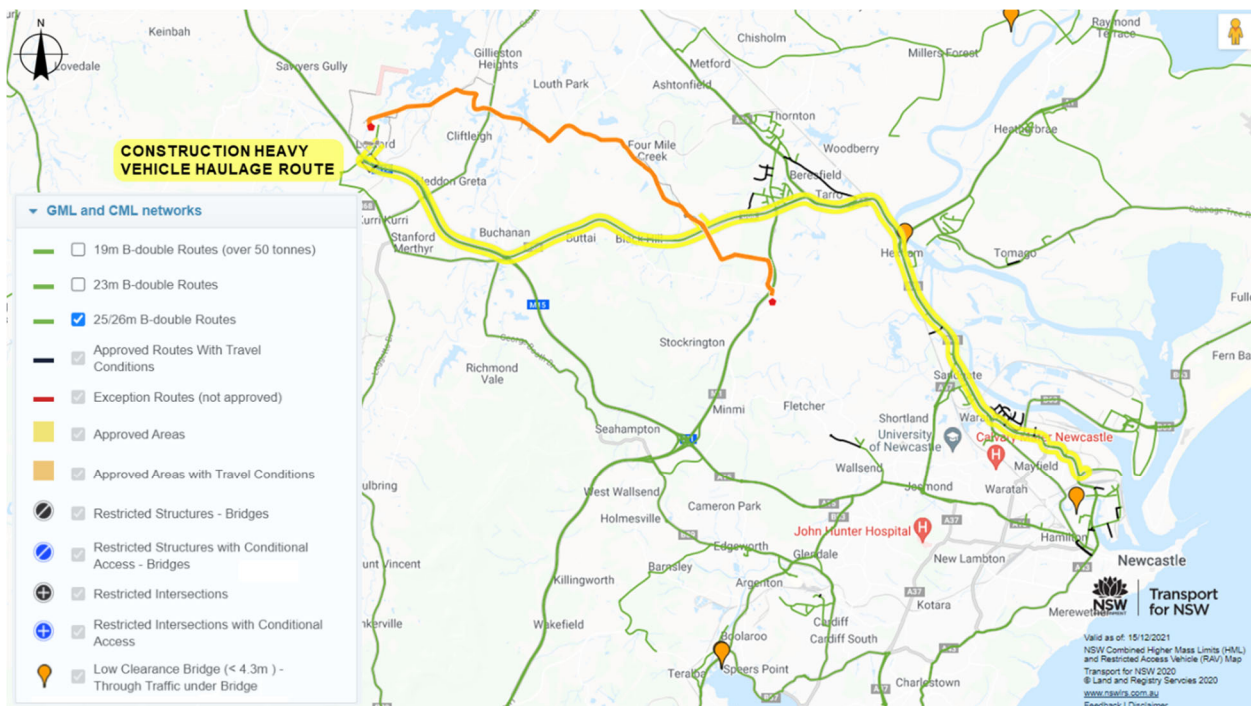 N
Keinbah
Lovedale
Sawyers Gully
Gillieston
Heights
Louth Park
Chisholm
Metford
Ashtonfield
Millers Forest
Raymond
Terrace
Thornton
Woodberry
Heatherbrae
Cliftleigh
Four Mile
Creek
Beresfield
Tarro
CONSTRUCTION HEAVY
VEHICLE HAULAGE ROUTE
Buchanan
Stanford
Merthyr
Black Hill
Tomago
GML and CML networks
19m B-double Routes (over 50 tonnes)
23m B-double Routes
25/26m B-double Routes
Approved Routes With Travel
Conditions
Exception Routes (not approved)
Approved Areas
Approved Areas with Travel Conditions
Restricted Structures - Bridges
Restricted Structures with Conditional
Access - Bridges
Restricted Intersections
Restricted Intersections with Conditional
Access
Low Clearance Bridge (< 4.3m ) -
Through Traffic under Bridge
M15
Stockrington
Richmond
Vale
M1
Minmi
Fletcher
Seahampton
Shortland
University
of Newcastle
Calvary Mater Newcastle
Mayfield
Waratah
Wallsend
Jesmond
West Wallsend
Cameron Park
Holmesville
John Hunter Hospital
A37
Hamilton
New Lambton
Newcastle
Edgeworth
Glendale
Barnsley
Killingworth
Argenton
A37
Kotara
Merewether
Wakefield
Cardiff
Cardiff South
Boolaroo
Teralba
Speers Point
Charlestown
NSW
GOVERNMENT
Transport
for NSW
Valid as of: 15/12/2021
NSW Combined Higher Mass Limits (HML)
and Restricted Access Vehicle (RAV) Map
Transport for NSW 2020
© Land and Registry Servcies 2020
www.nswlrs.com.au
Feedback | Disclaimer